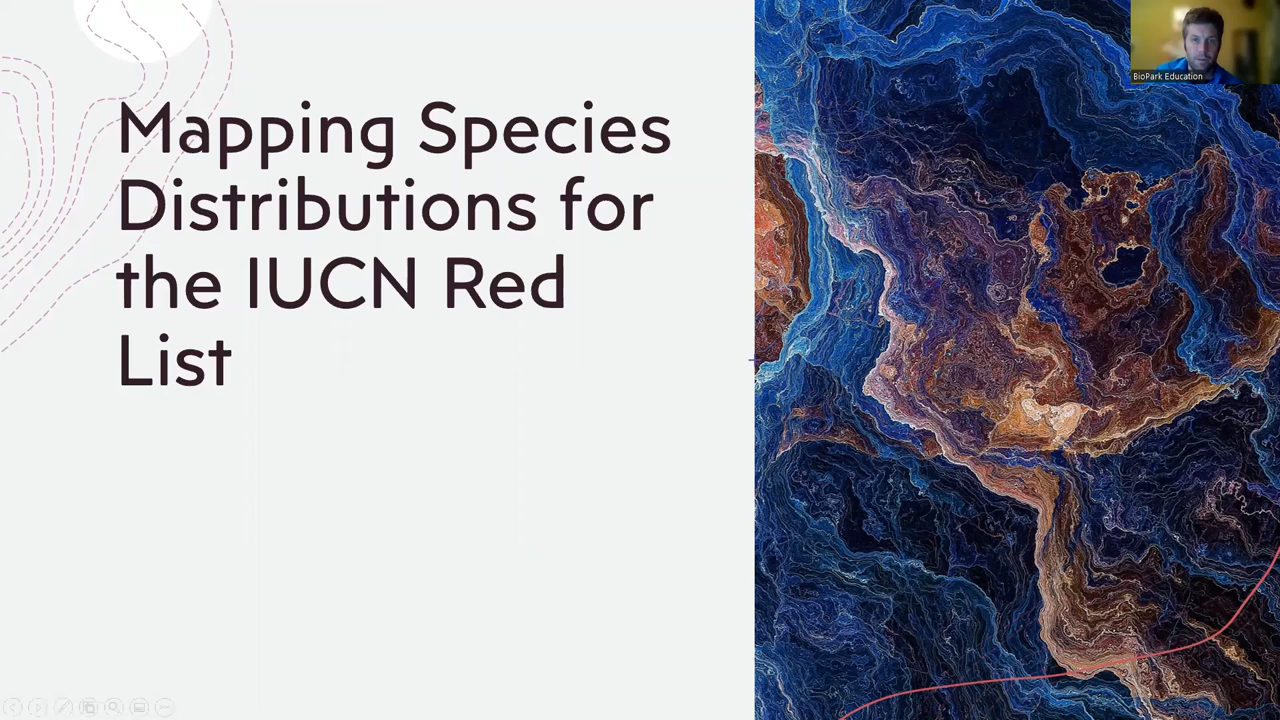 Mapping Species
Distributions for
the IUCN Red
List
BioPark Education